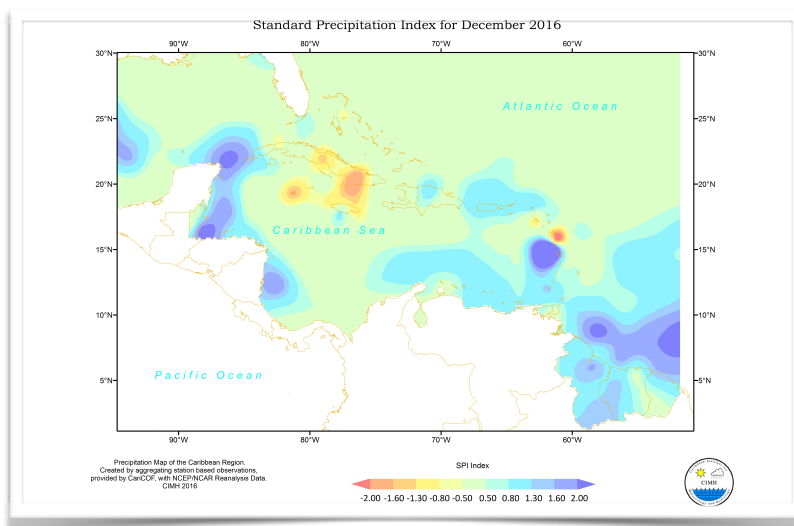 Standard Precipitation Index for December 2016
90°W 80°W 70°W 60°W
30°N 30°N
Atlantic Ocean
25°N 25°N
20°N 20°N
Caribbean Sea
15°N 15°N
10°N 10°N
Pacific Ocean
5°N 5°N
90°W 80°W 70°W 60°W
Precipitation Map of the Caribbean Region.
Created by aggregating station based observations,
provided by CariCOF, with NCEP/NCAR Reanalysis Data.
CIMH 2016
SPI Index
-2.00 -1.60 -1.30 -0.80 -0.50 0.50 0.80 1.30 1.60 2.00
CIMH